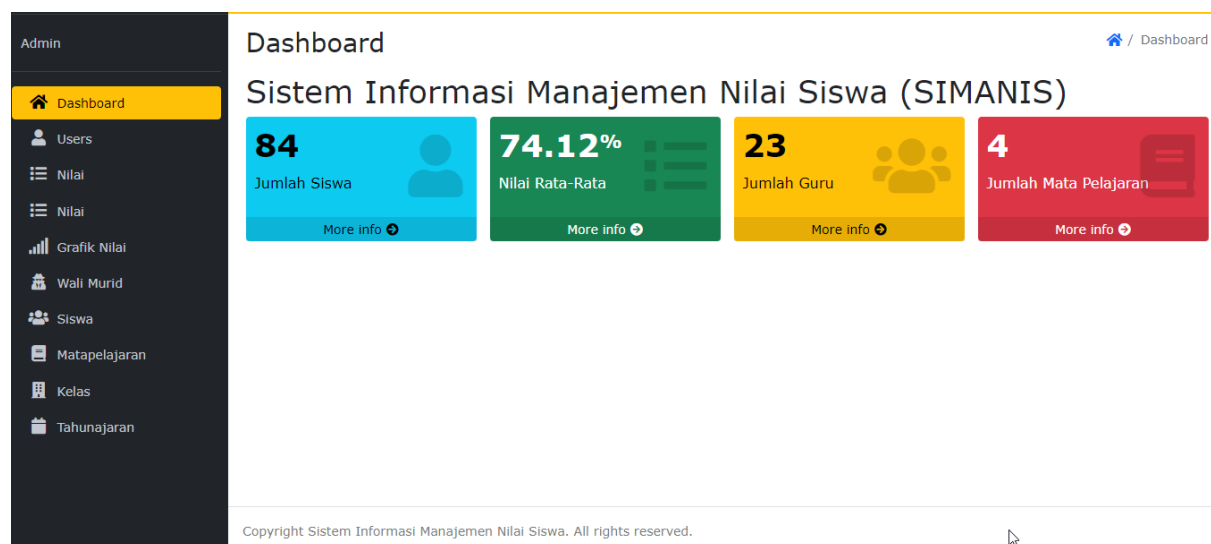 Admin
Dashboard
Users
Nilai
Nilai
Grafik Nilai
Wali Murid
Siswa
Matapelajaran
Kelas
Tahunajaran
Dashboard
/ Dashboard
Sistem Informasi Manajemen Nilai Siswa (SIMANIS)
84
Jumlah Siswa
More info
74.12%
Nilai Rata-Rata
More info
23
Jumlah Guru
More info
4
Jumlah Mata Pelajaran
More info
Copyright Sistem Informasi Manajemen Nilai Siswa. All rights reserved.